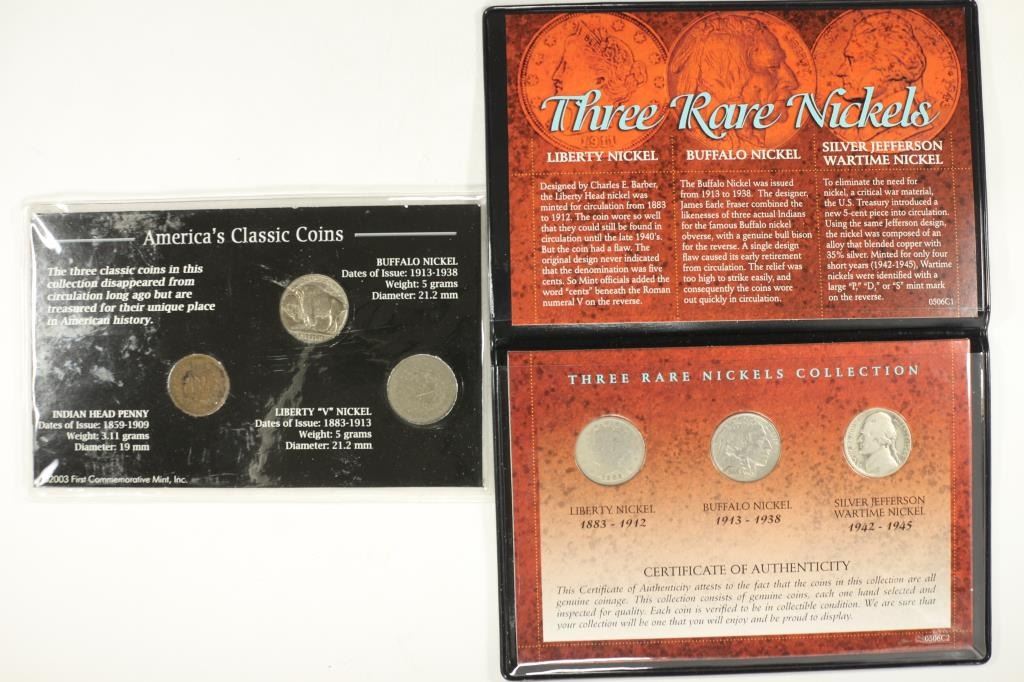 America's Classic Coins
The three classic coins in this
collection disappeared from
circulation long ago but are
treasured for their unique place
in American history.
BUFFALO NICKEL
Dates of Issue: 1913-1938
Weight: 5 grams
Diameter: 21.2 mm
INDIAN HEAD PENNY
Dates of Issue: 1859-1909
Weight: 3.11 grams
Diameter: 19 mm
LIBERTY "V" NICKEL
Dates of Issue: 1883-1913
Weight: 5 grams
Diameter: 21.2 mm
2003 First Commemorative Mint, Inc.
Three Rare Nickels
LIBERTY NICKEL
Designed by Charles E. Barber,
the Liberty Head nickel was
minted for circulation from 1883
to 1912. The coin wore so well
that they could still be found in
circulation until the late 1940's.
But the coin had a flaw. The
original design never indicated
that the denomination was five
cents. So Mint officials added the
word "cents" beneath the Roman
numeral V on the reverse.
BUFFALO NICKEL
The Buffalo Nickel was issued
from 1913 to 1938. The designer,
James Earle Fraser combined the
likenesses of three actual Indians
for the famous Buffalo nickel
obverse, with a genuine bull bison
for the reverse. A single design
flaw caused its early retirement
from circulation. The relief was
too high to strike easily, and
consequently the coins wore
out quickly in circulation.
SILVER JEFFERSON
WARTIME NICKEL
To eliminate the need for
nickel, a critical war material,
the U.S. Treasury introduced a
new 5-cent piece into circulation.
Using the same Jefferson design,
the nickel was composed of an
alloy that blended copper with
35% silver. Minted for only four
short years (1942-1945), Wartime
nickels were identified with a
large "P," "D," or "S" mint mark
on the reverse.
0506C1
THREE RARE NICKELS COLLECTION
LIBERTY NICKEL
1883 - 1912
BUFFALO NICKEL
1913 - 1938
SILVER JEFFERSON
WARTIME NICKEL
1942 - 1945
CERTIFICATE OF AUTHENTICITY
This Certificate of Authenticity attests to the fact that the coins in this collection are all
genuine coinage. This collection consists of genuine coins, each one hand selected and
inspected for quality. Each coin is verified to be in collectible condition. We are sure that
your collection will be one that you will enjoy and be proud to display.
0506C2